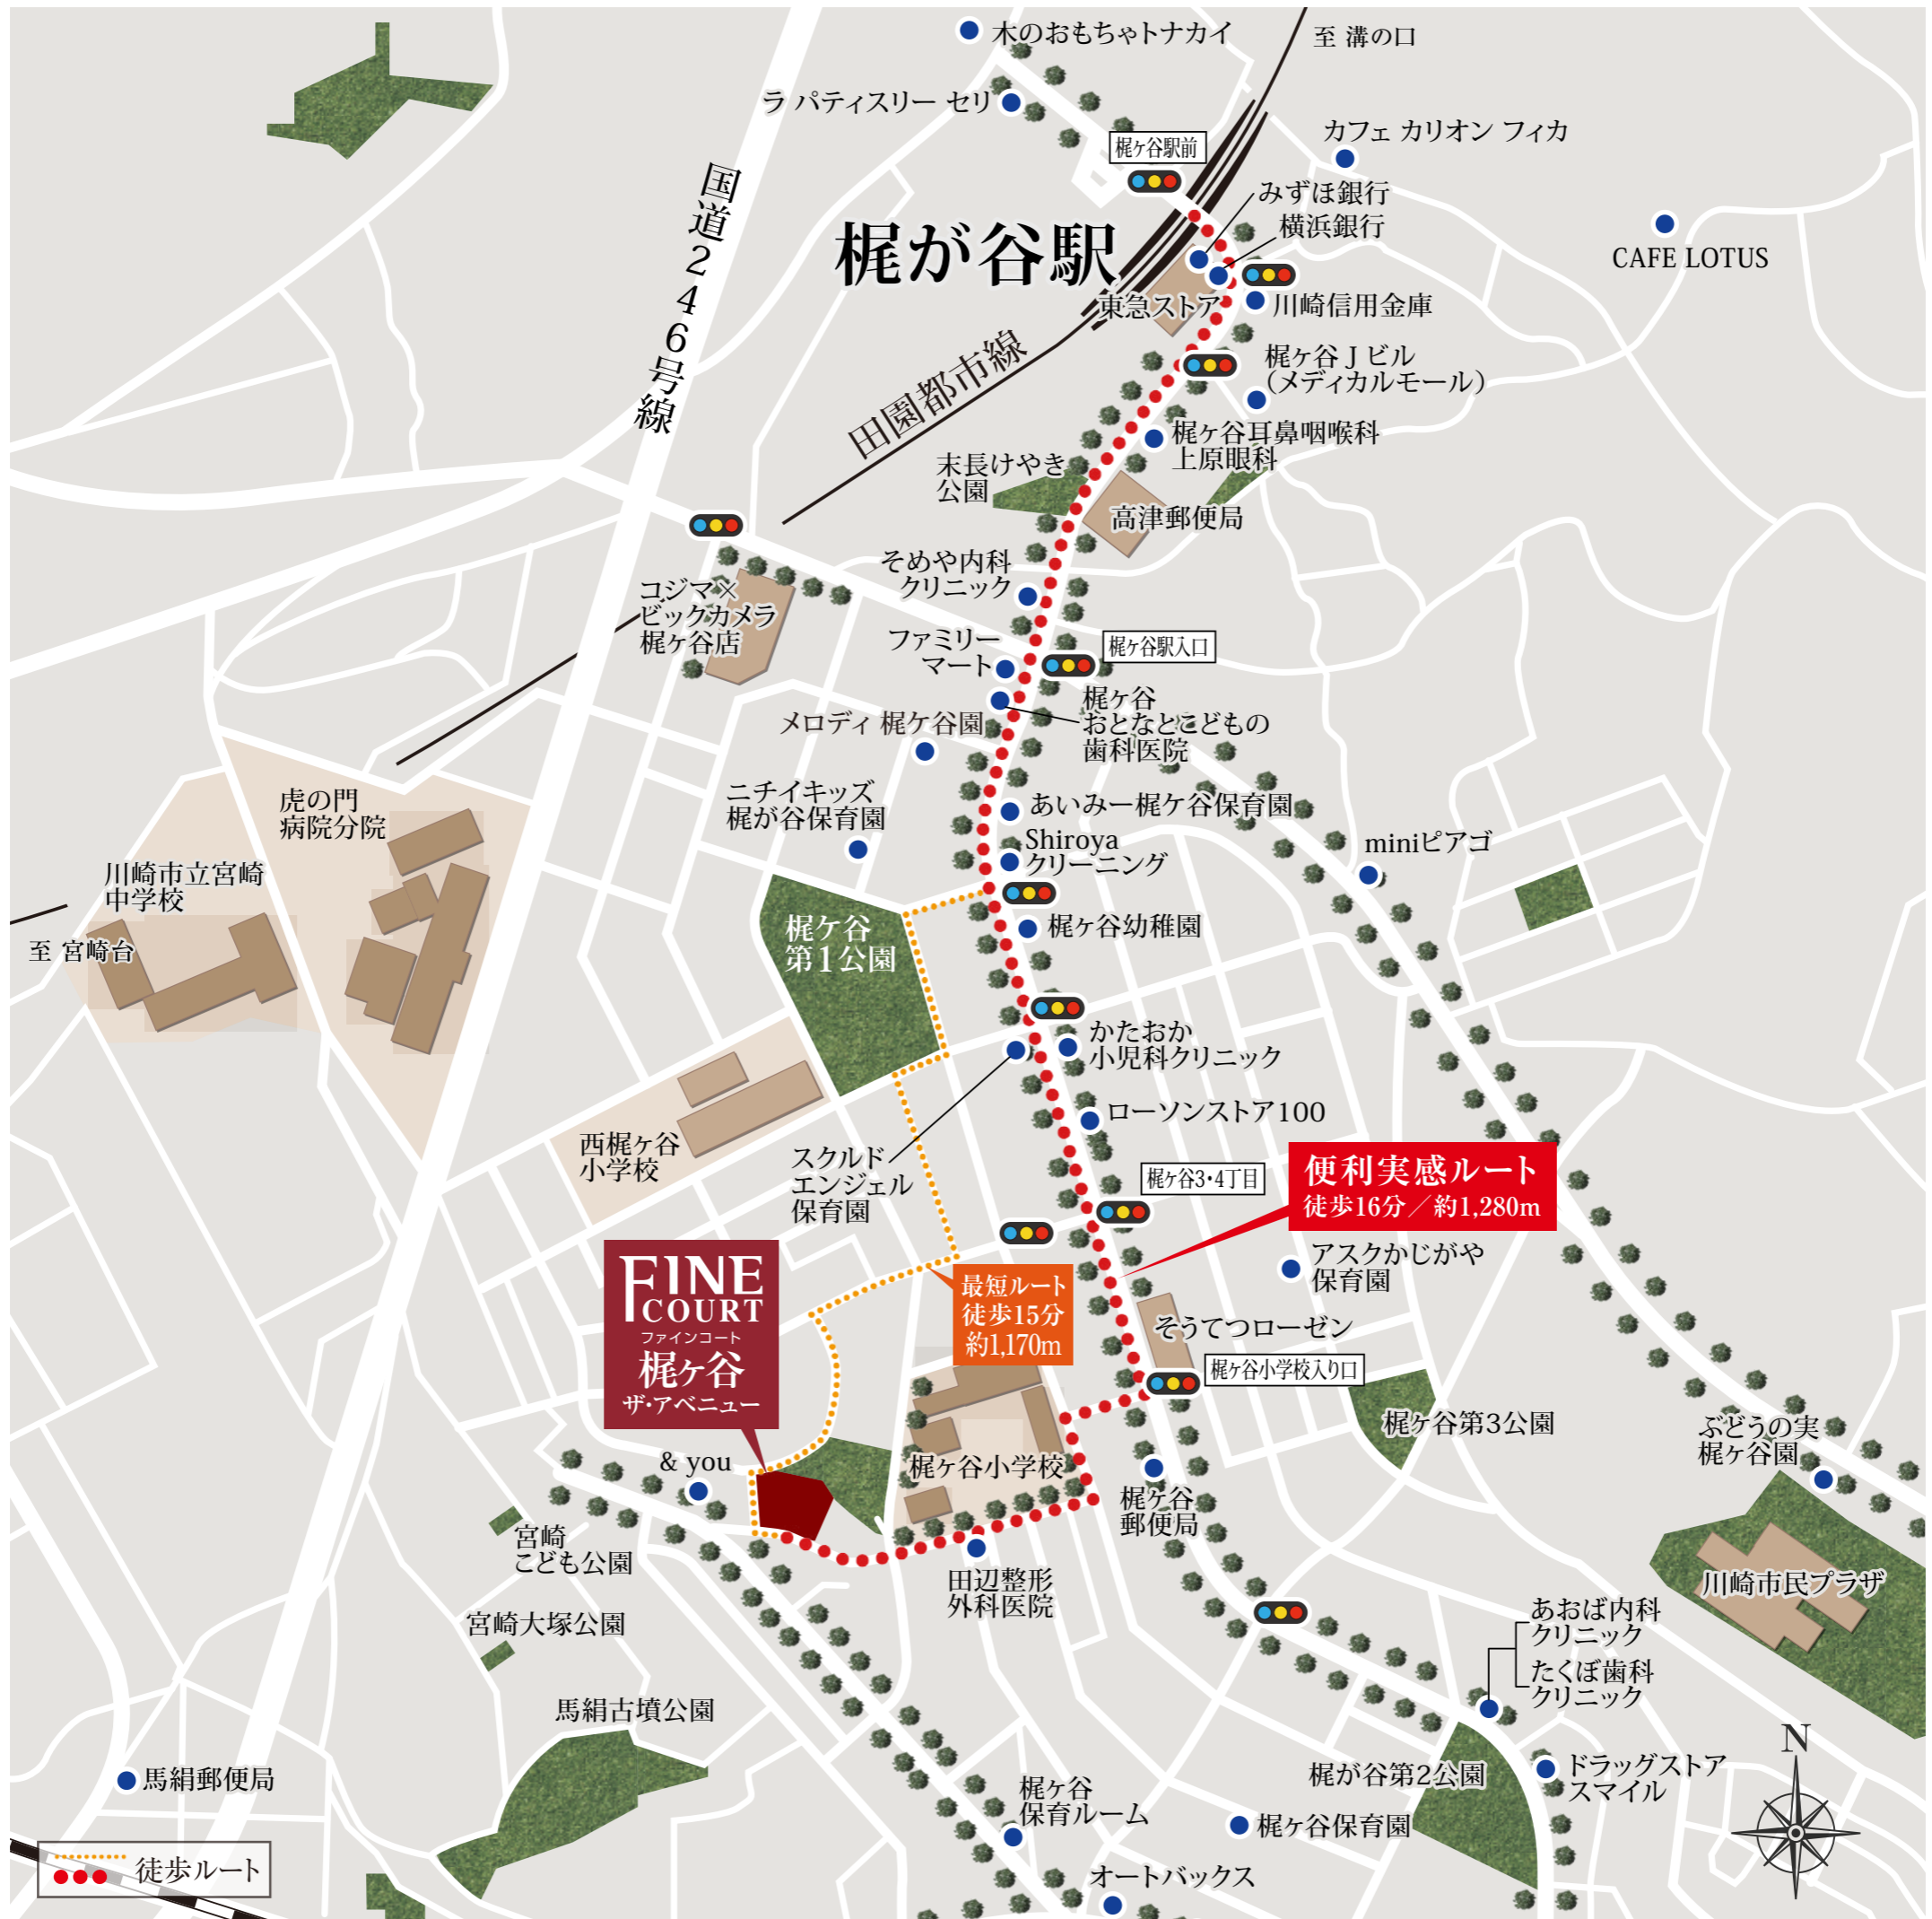 木のおもちゃトナカイ
至 溝の口
ラ パティスリー セリ
梶ヶ谷駅前
カフェ カリオン フィカ
みずほ銀行
横浜銀行
CAFE LOTUS
国道246号線
梶が谷駅
東急ストア
川崎信用金庫
田園都市線
梶ヶ谷 J ビル
(メディカルモール)
梶ヶ谷耳鼻咽喉科
上原眼科
末長けやき
公園
高津郵便局
そめや内科
クリニック
コジマ×
ビックカメラ
梶ヶ谷店
ファミリー
マート
梶ヶ谷駅入口
梶ヶ谷
おとなとこどもの
歯科医院
メロディ 梶ケ谷園
ニチイキッズ
梶が谷保育園
あいみー梶ケ谷保育園
虎の門
病院分院
Shiroya
クリーニング
miniピアゴ
川崎市立宮崎
中学校
至 宮崎台
梶ケ谷
第1公園
梶ヶ谷幼稚園
かたおか
小児科クリニック
ローソンストア100
西梶ヶ谷
小学校
スクルド
エンジェル
保育園
梶ヶ谷3・4丁目
便利実感ルート
徒歩16分／約1,280m
アスクかじがや
保育園
FINE
COURT
ファインコート
梶ヶ谷
ザ・アベニュー
最短ルート
徒歩15分
約1,170m
そうてつローゼン
梶ヶ谷小学校入り口
梶ヶ谷第3公園
ぶどうの実
梶ヶ谷園
& you
梶ヶ谷小学校
梶ヶ谷
郵便局
宮崎
こども公園
田辺整形
外科医院
川崎市民プラザ
宮崎大塚公園
あおば内科
クリニック
たくぼ歯科
クリニック
馬絹古墳公園
N
馬絹郵便局
梶が谷第2公園
ドラッグストア
スマイル
梶ヶ谷
保育ルーム
梶ヶ谷保育園
徒歩ルート
オートバックス